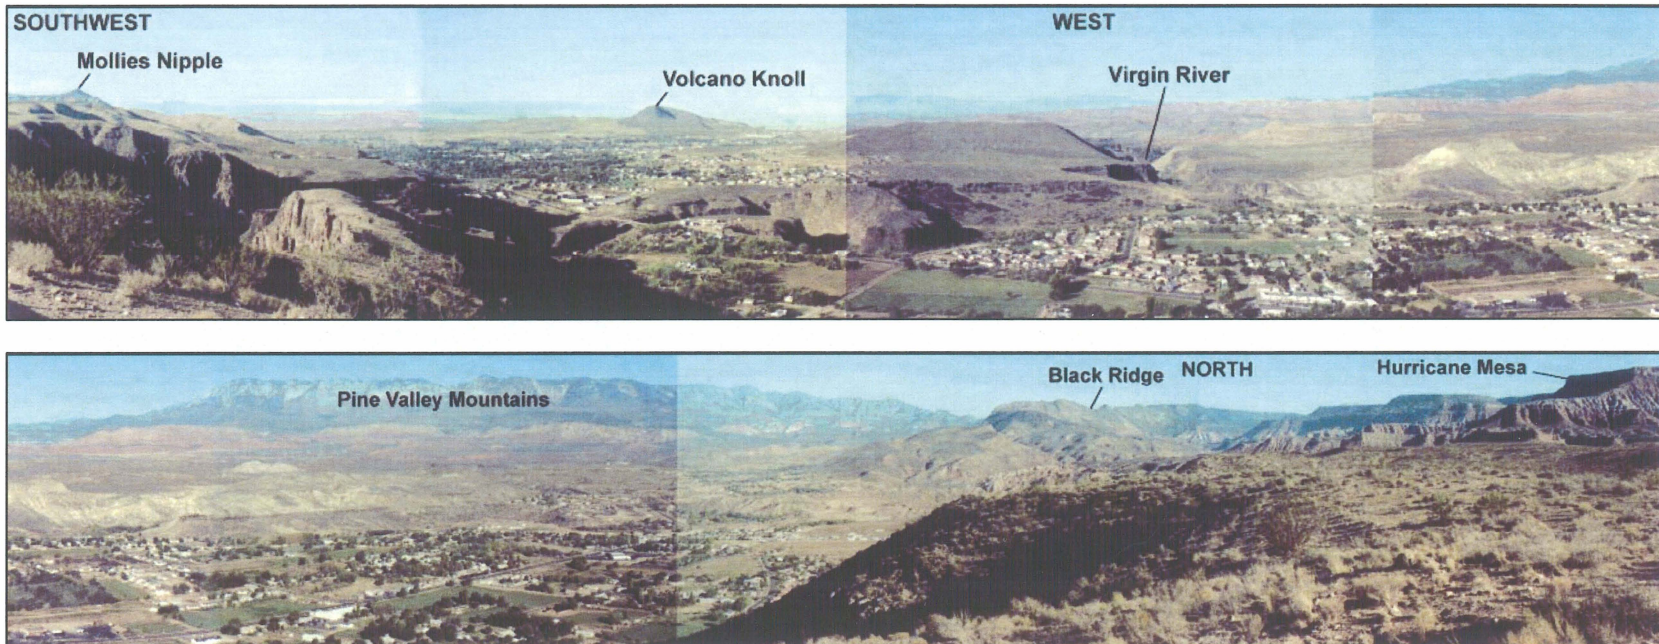 SOUTHWEST
WEST
Mollies Nipple
Volcano Knoll
Virgin River
Pine Valley Mountains
Black Ridge
NORTH
Hurricane Mesa